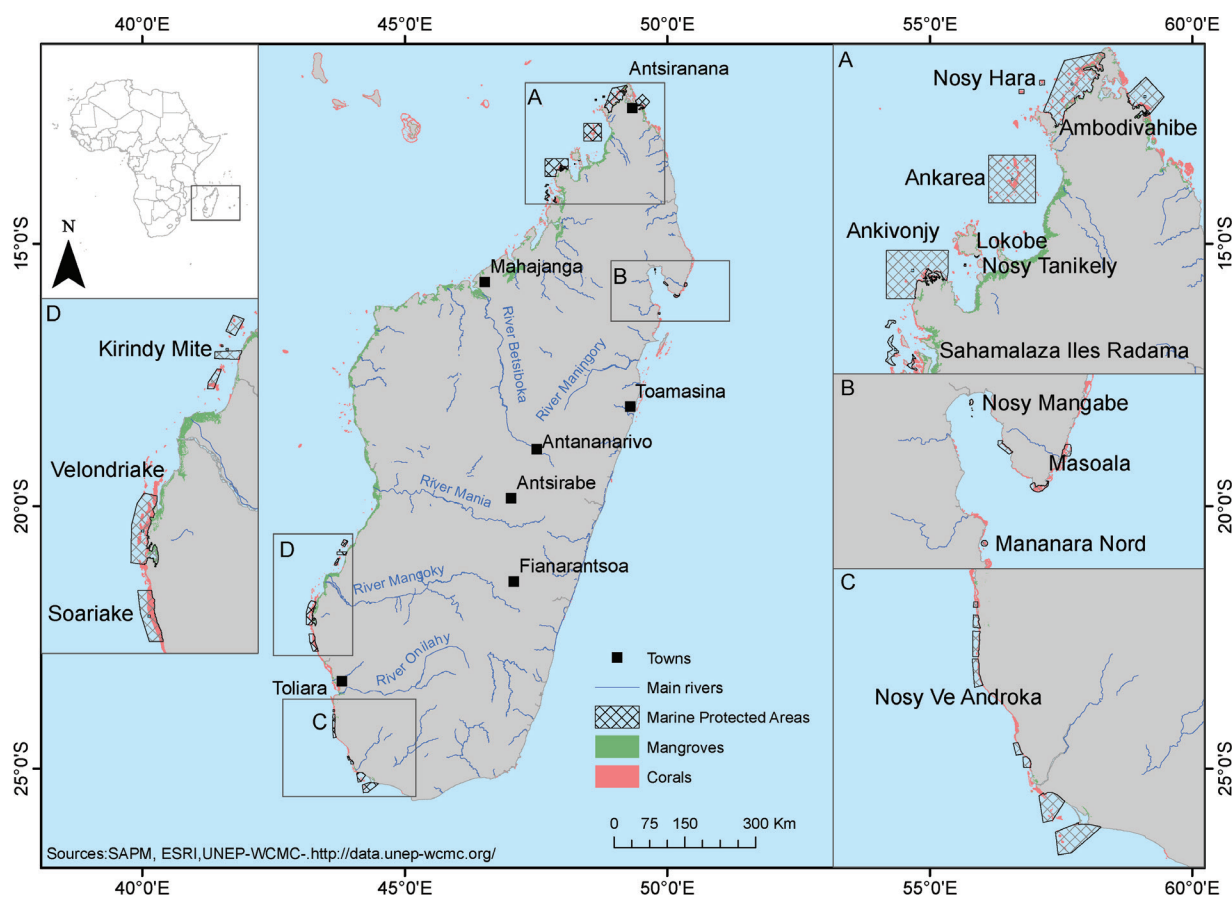 40°0'E 45°0'E 50°0'E 55°0'E 60°0'E
N
15°0'S
20°0'S
25°0'S
D
Kirindy Mite
Velondriake
Soariake
Antsiranana
A
Mahajanga
B
River Betsiboka
River Maningory
Toamasina
Antananarivo
Antsirabe
River Mania
D
Fianarantsoa
River Mangoky
River Onilahy
Toliara
C
Towns
Main rivers
Marine Protected Areas
Mangroves
Corals
0 75 150 300 Km
Sources:SAPM, ESRI,UNEP-WCMC-.http://data.unep-wcmc.org/
A
Nosy Hara
Ambodivahibe
Ankarea
Ankivonjy
Lokobe
Nosy Tanikely
Sahamalaza Iles Radama
B
Nosy Mangabe
Masoala
Mananara Nord
C
Nosy Ve Androka
15°0'S
20°0'S
25°0'S
40°0'E 45°0'E 50°0'E 55°0'E 60°0'E